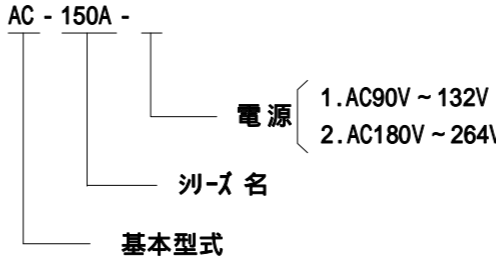 AC - 150A -
1.AC90V ~ 132V
電源
2.AC180V ~ 264V
シリーズ 名
基本型式